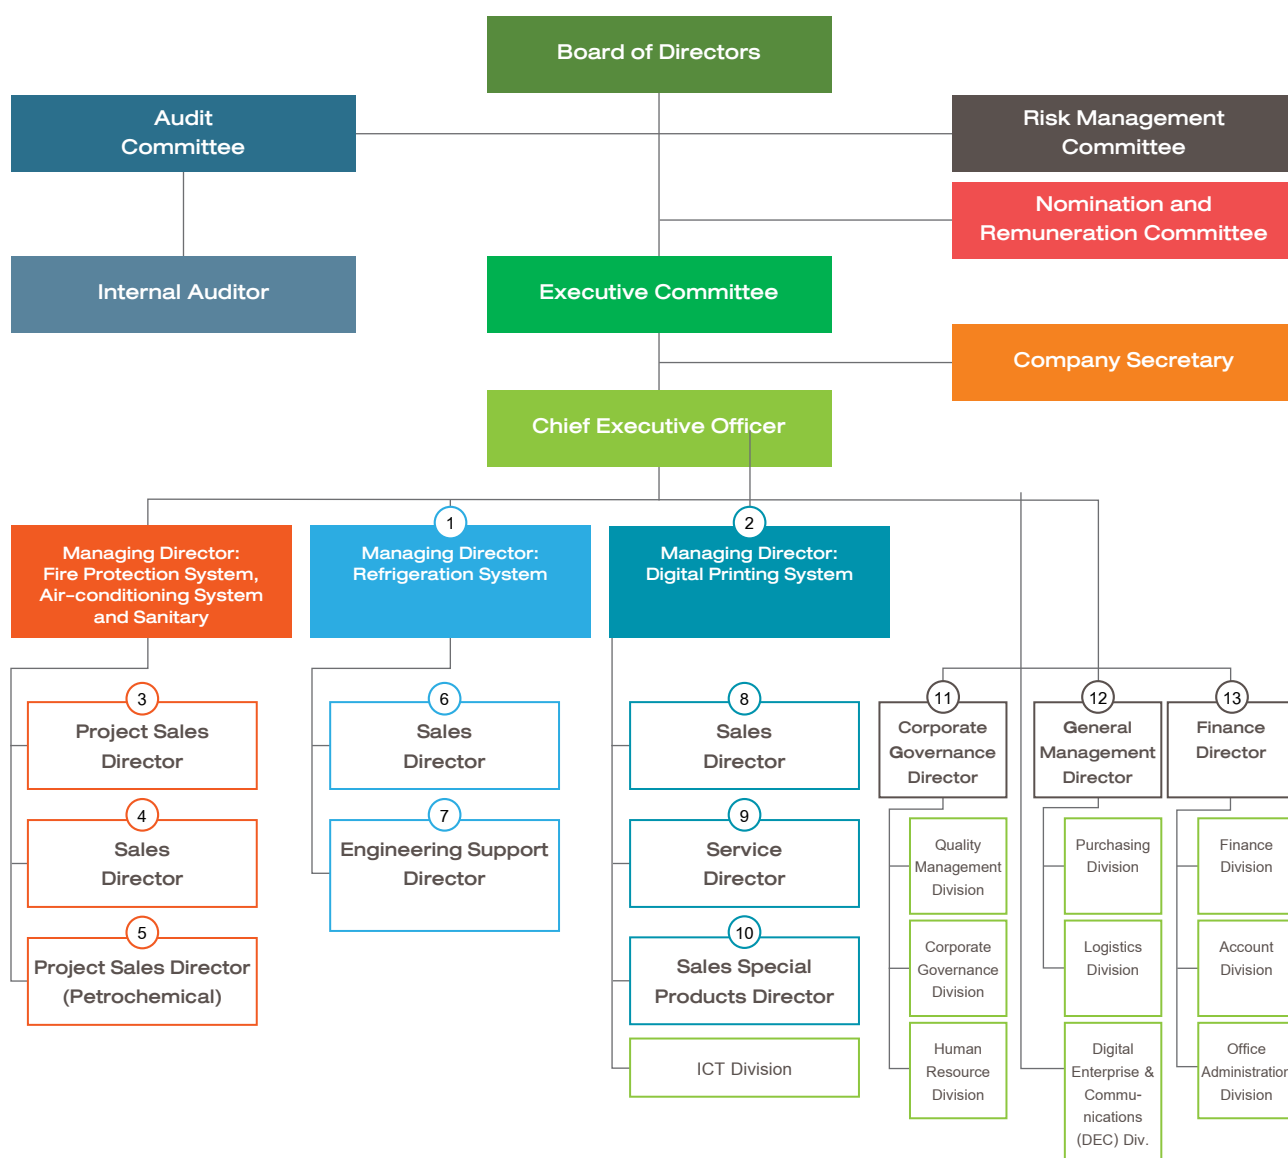 Board of Directors
Audit
Committee
Risk Management
Committee
Nomination and
Remuneration Committee
Internal Auditor
Executive Committee
Company Secretary
Chief Executive Officer
Managing Director:
Fire Protection System,
Air-conditioning System
and Sanitary
1
Managing Director:
Refrigeration System
2
Managing Director:
Digital Printing System
3
Project Sales
Director
4
Sales
Director
5
Project Sales Director
(Petrochemical)
6
Sales
Director
7
Engineering Support
Director
8
Sales
Director
9
Service
Director
10
Sales Special
Products Director
ICT Division
11
Corporate
Governance
Director
Quality
Management
Division
Corporate
Governance
Division
Human
Resource
Division
12
General
Management
Director
Purchasing
Division
Logistics
Division
Digital
Enterprise &
Commu-
nications
(DEC) Div.
13
Finance
Director
Finance
Division
Account
Division
Office
Administration
Division